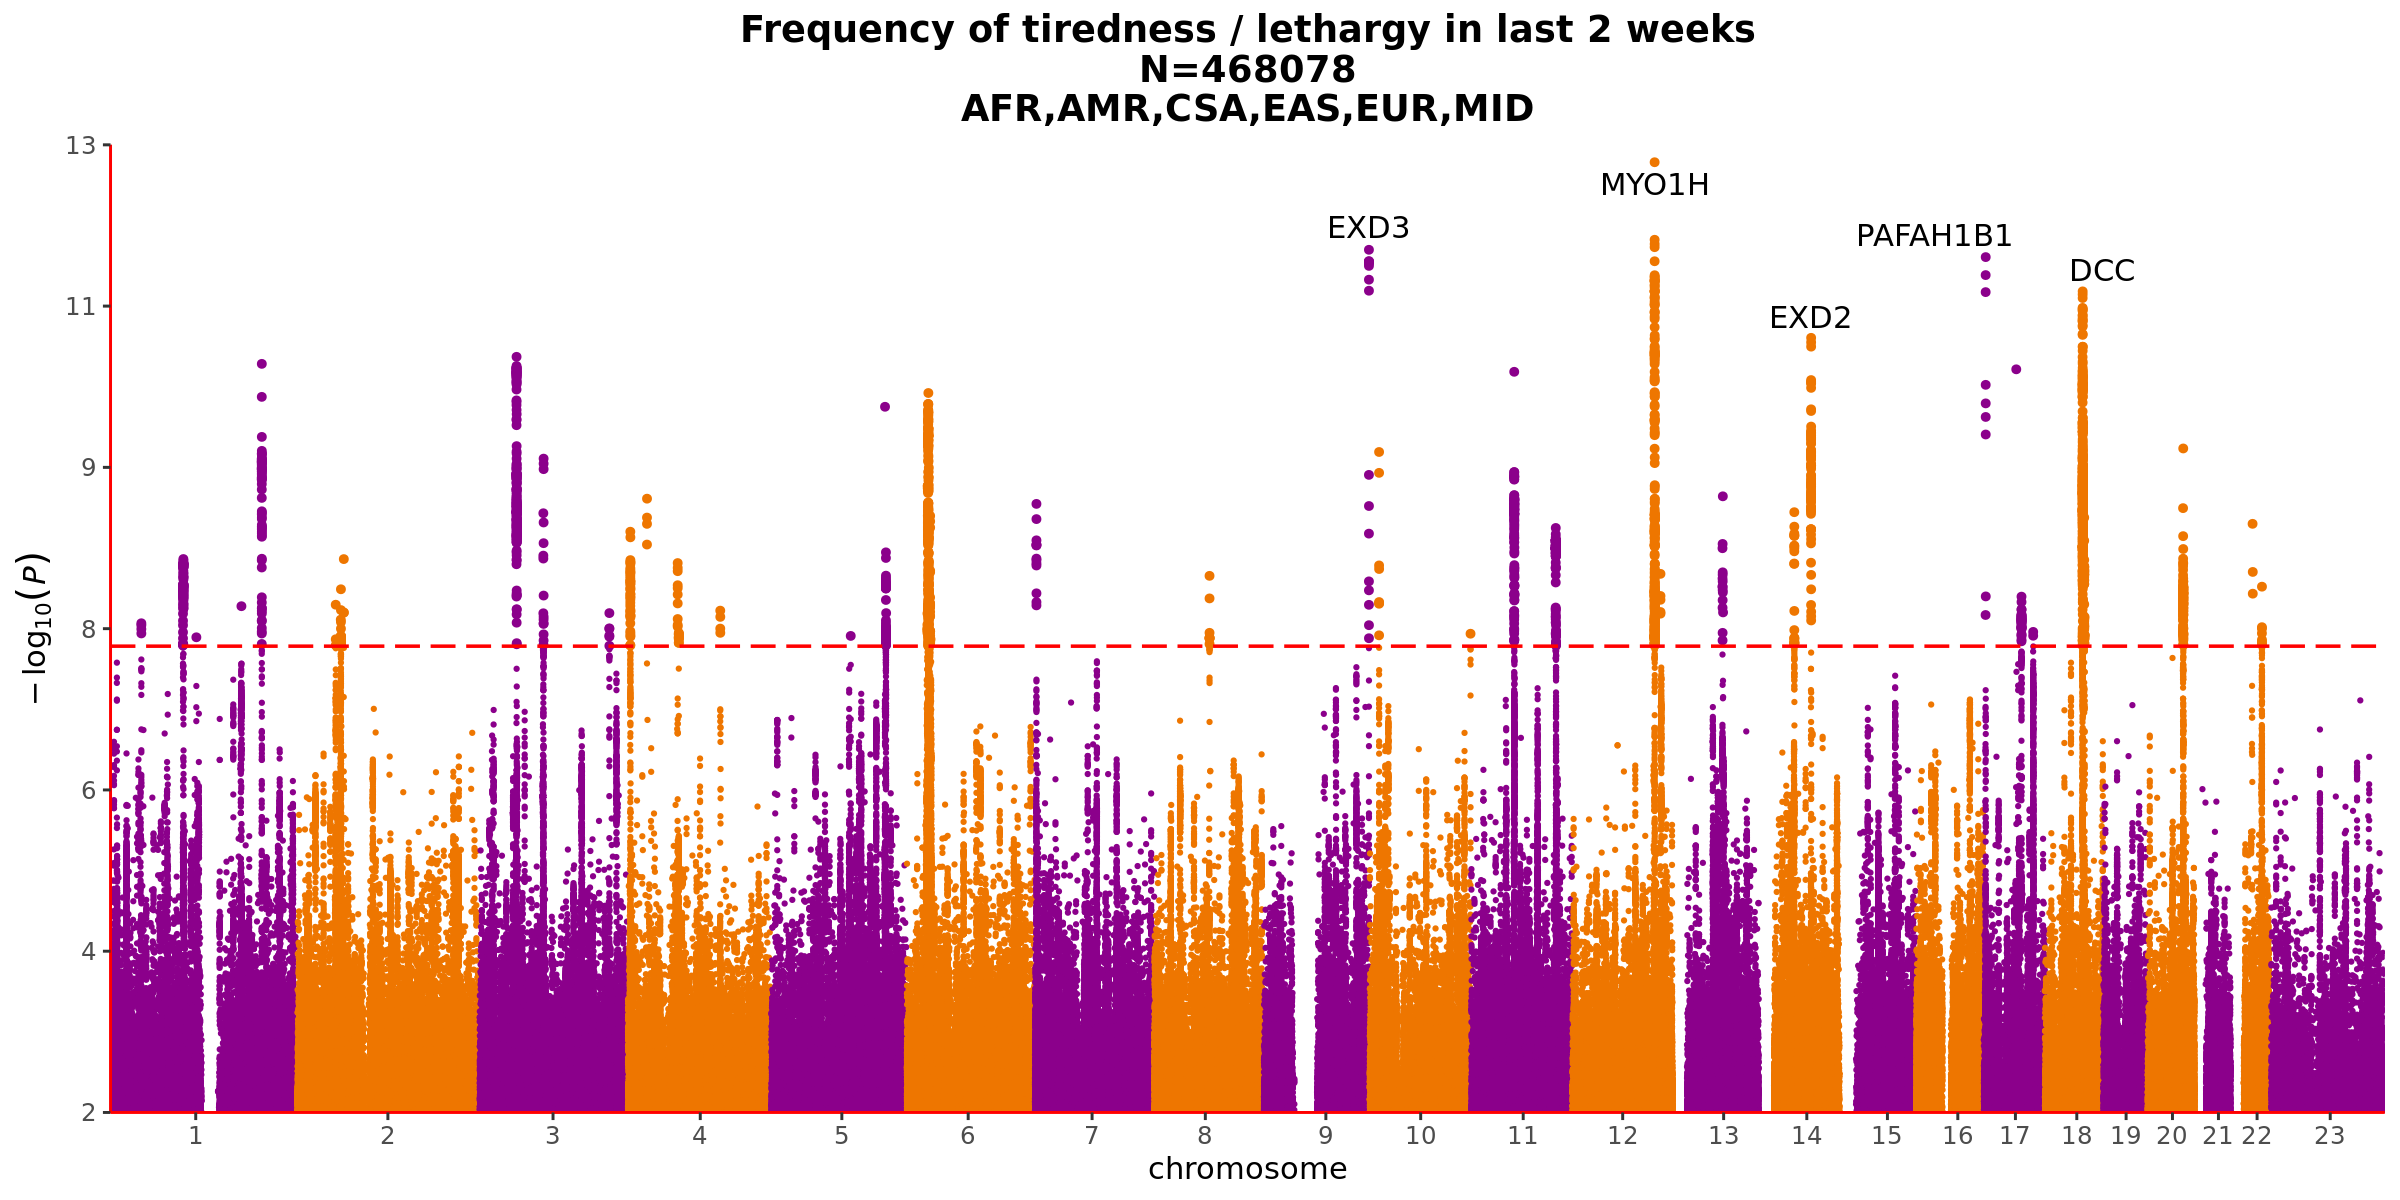 Frequency of tiredness / lethargy in last 2 weeks
N=468078
AFR,AMR,CSA,EAS,EUR,MID
13
MYO1H
EXD3
PAFAH1B1
DCC
11
EXD2
9
8
6
4
2
−log10(P)
1 2 3 4 5 6 7 8 9 10 11 12 13 14 15 16 17 18 19 20 21 22 23
chromosome